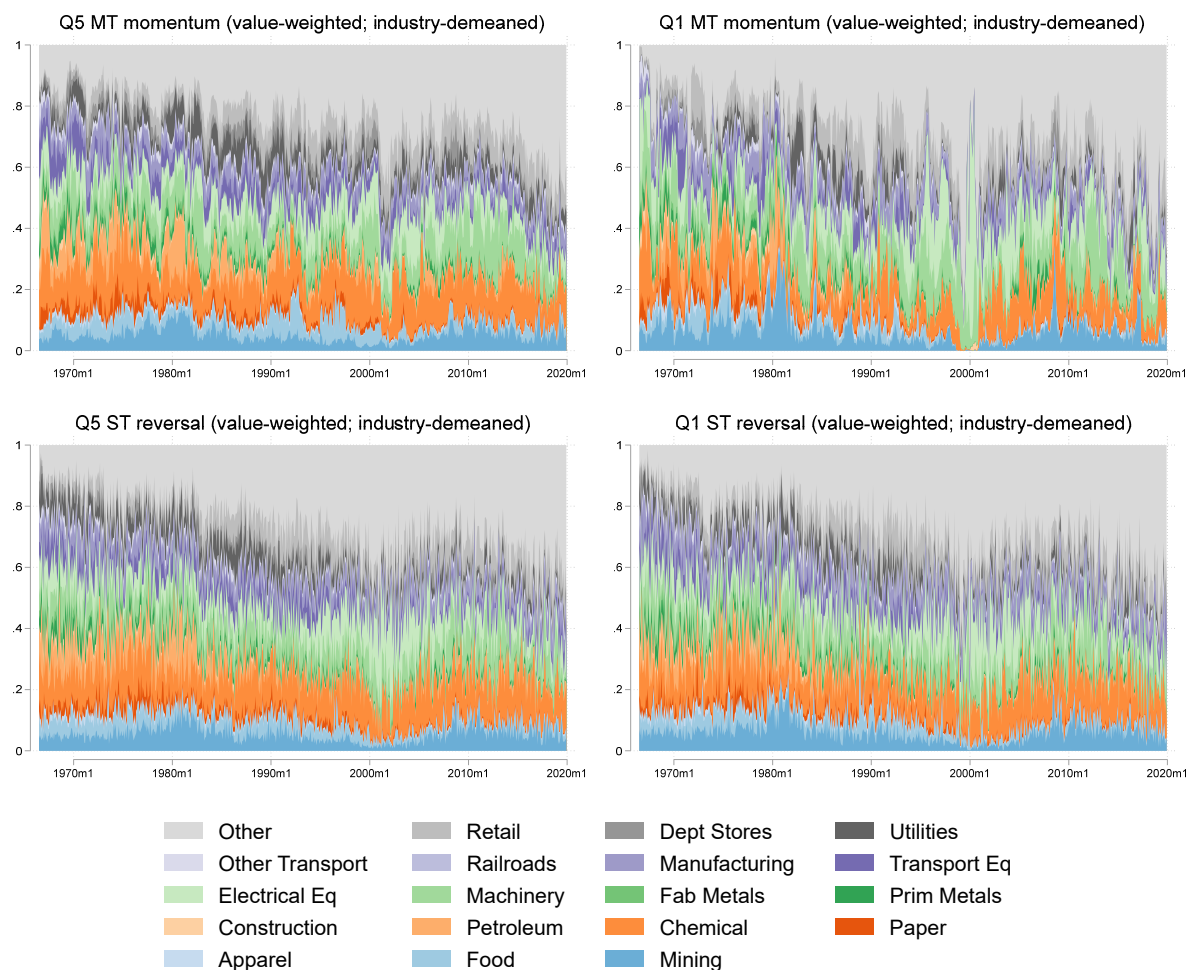 Q5 MT momentum (value-weighted; industry-demeaned)
1
.8
.6
.4
.2
0
1970m1 1980m1 1990m1 2000m1 2010m1 2020m1
Q1 MT momentum (value-weighted; industry-demeaned)
1
.8
.6
.4
.2
0
1970m1 1980m1 1990m1 2000m1 2010m1 2020m1
Q5 ST reversal (value-weighted; industry-demeaned)
1
.8
.6
.4
.2
0
1970m1 1980m1 1990m1 2000m1 2010m1 2020m1
Q1 ST reversal (value-weighted; industry-demeaned)
1
.8
.6
.4
.2
0
1970m1 1980m1 1990m1 2000m1 2010m1 2020m1
Other Retail Dept Stores Utilities
Other Transport Railroads Manufacturing Transport Eq
Electrical Eq Machinery Fab Metals Prim Metals
Construction Petroleum Chemical Paper
Apparel Food Mining